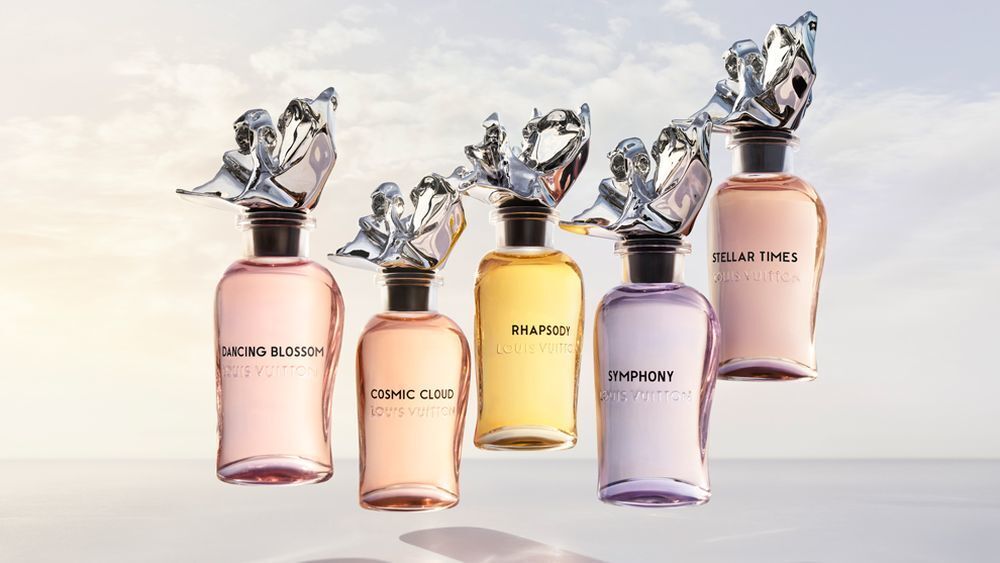 DANCING BLOSSOM
LOUIS VUITTON
COSMIC CLOUD
LOUIS VUITTON
RHAPSODY
LOUIS VUITTON
SYMPHONY
LOUIS VUITTON
STELLAR TIMES
LOUIS VUITTON